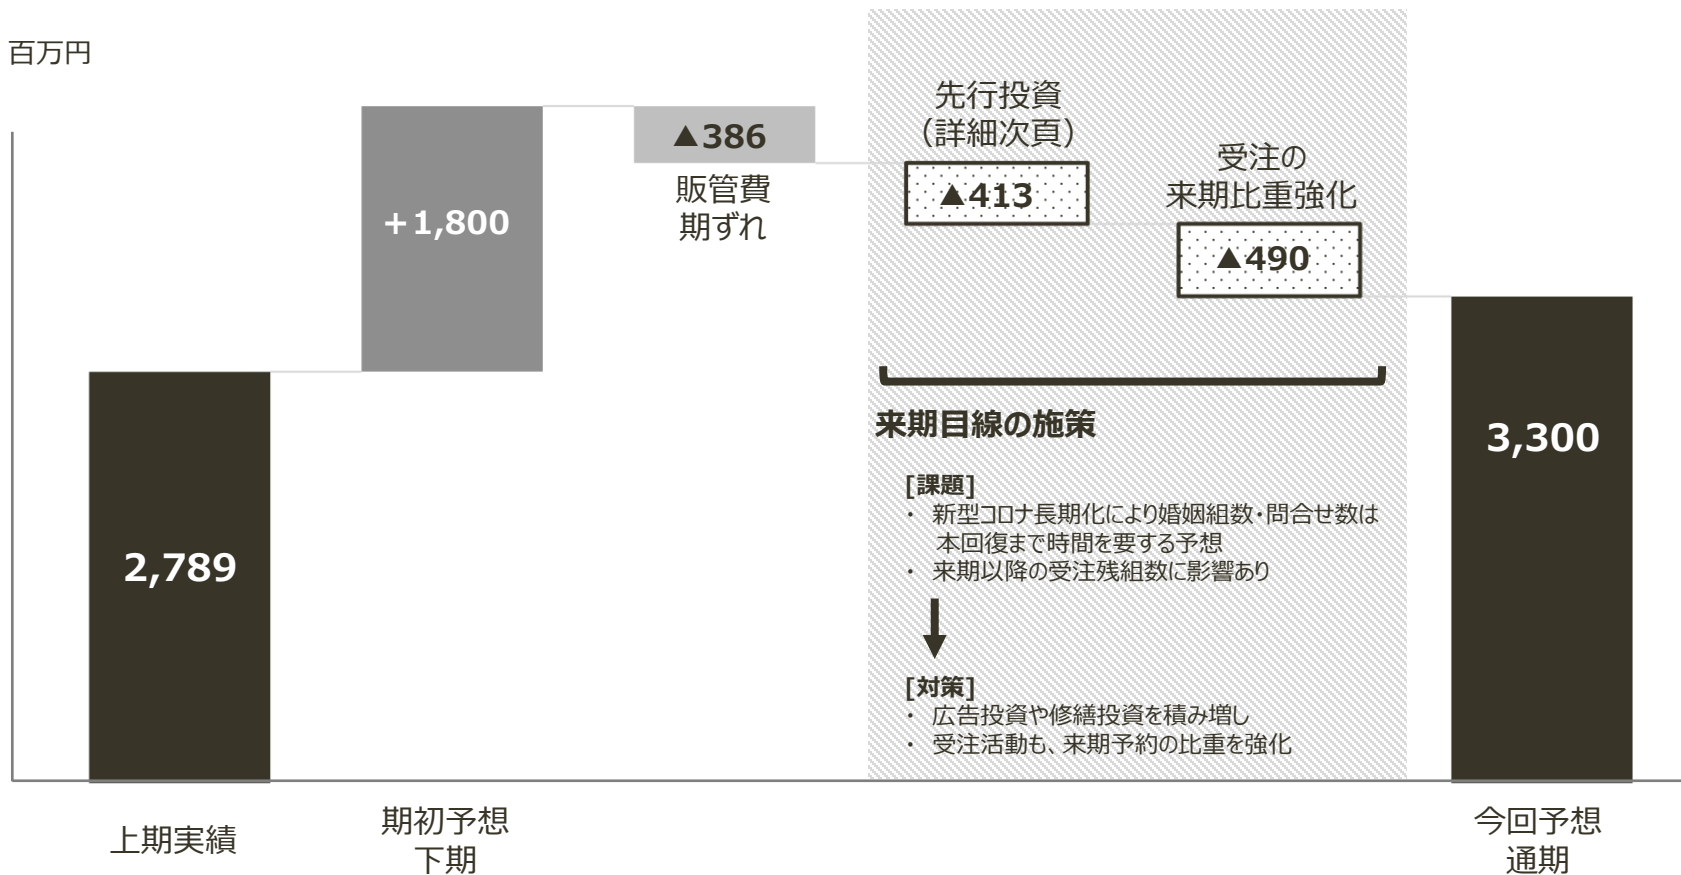 百万円
先行投資
（詳細次頁）
▲386
受注の
来期比重強化
販管費
期ずれ
▲413
+1,800
▲490
来期目線の施策
3,300
[課題]
・ 新型コロナ長期化により婚姻組数・問合せ数は
本回復まで時間を要する予想
・ 来期以降の受注残組数に影響あり
2,789
[対策]
・ 広告投資や修繕投資を積み増し
・ 受注活動も、来期予約の比重を強化
上期実績
期初予想
下期
今回予想
通期